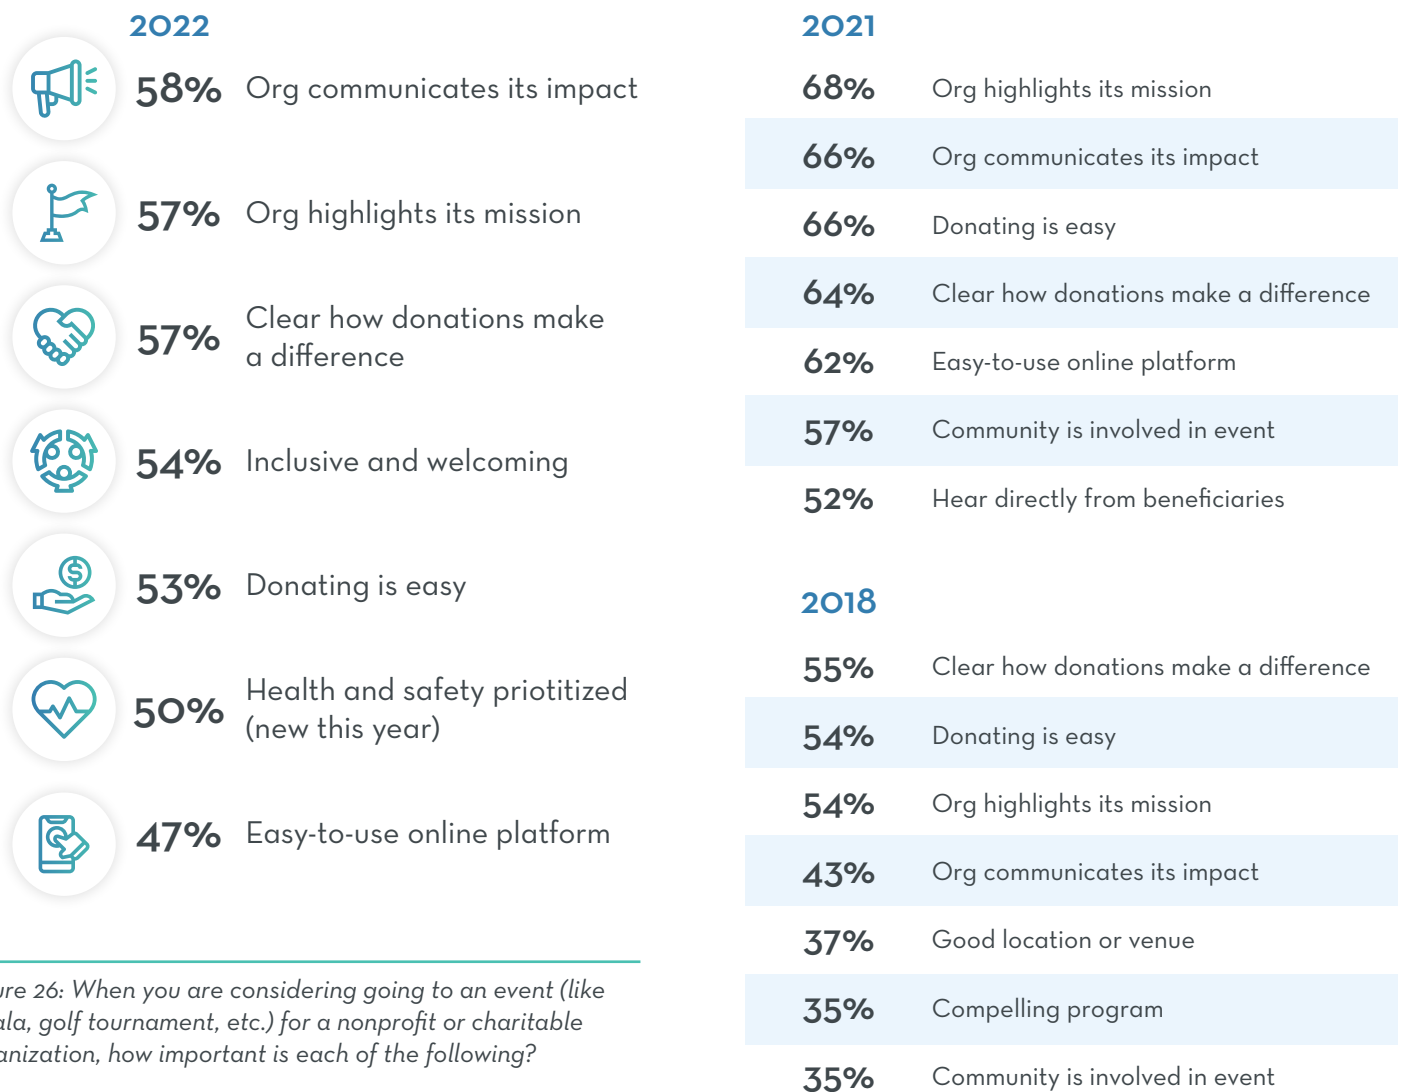 2022
58% Org communicates its impact
57% Org highlights its mission
57% Clear how donations make
a difference
54% Inclusive and welcoming
53% Donating is easy
50% Health and safety priotitized
(new this year)
47% Easy-to-use online platform
ure 26: When you are considering going to an event (like
ala, golf tournament, etc.) for a nonprofit or charitable
anization, how important is each of the following?
2021
68% Org highlights its mission
66% Org communicates its impact
66% Donating is easy
64% Clear how donations make a difference
62% Easy-to-use online platform
57% Community is involved in event
52% Hear directly from beneficiaries
2018
55% Clear how donations make a difference
54% Donating is easy
54% Org highlights its mission
43% Org communicates its impact
37% Good location or venue
35% Compelling program
35% Community is involved in event